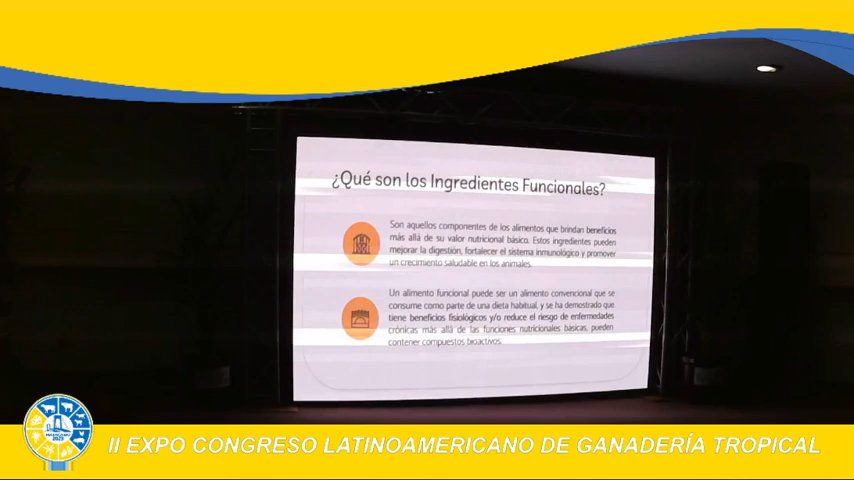 ¿Qué son los Ingredientes Funcionales?
Son aquellos componentes de los alimentos que brindan beneficios
más allá de su valor nutricional básico. Estos ingredientes pueden
mejorar la digestión, fortalecer el sistema inmunológico y promover
un crecimiento saludable en los animales.
Un alimento funcional puede ser un alimento convencional que se
consume como parte de una dieta habitual, y se ha demostrado que
tiene beneficios fisiológicos y/o reduce el riesgo de enfermedades
crónicas más allá de las funciones nutricionales básicas, pueden
contener compuestos bioactivos.
II EXPO CONGRESO LATINOAMERICANO DE GANADERÍA TROPICAL